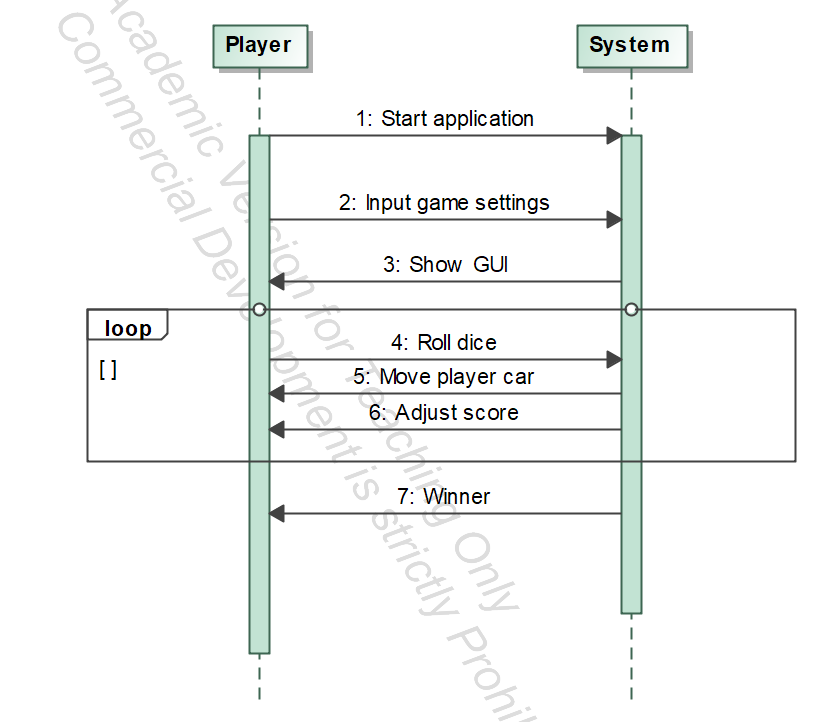 Player
System
1: Start application
2: Input game settings
3: Show GUI
loop
[ ]
4: Roll dice
5: Move player car
6: Adjust score
7: Winner
Academic Version for Teaching Only
Commercial Development is strictly Prohi